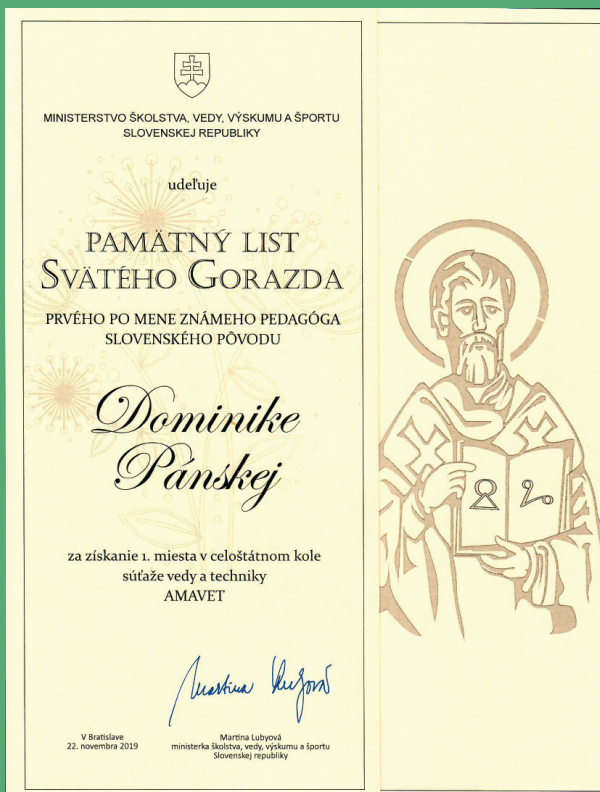 MINISTERSTVO ŠKOLSTVA, VEDY, VÝSKUMU A ŠPORTU
SLOVENSKEJ REPUBLIKY
udeľuje
PAMÄTNÝ LIST
SVÄTÉHO GORAZDA
PRVÉHO PO MENE ZNÁMEHO PEDAGÓGA
SLOVENSKÉHO PÔVODU
Dominike
Pánskej
za získanie 1. miesta v celoštátnom kole
súťaže vedy a techniky
AMAVET
Martina Lubyová
V Bratislave
22. novembra 2019
Martina Lubyová
ministerka školstva, vedy, výskumu a športu
Slovenskej republiky